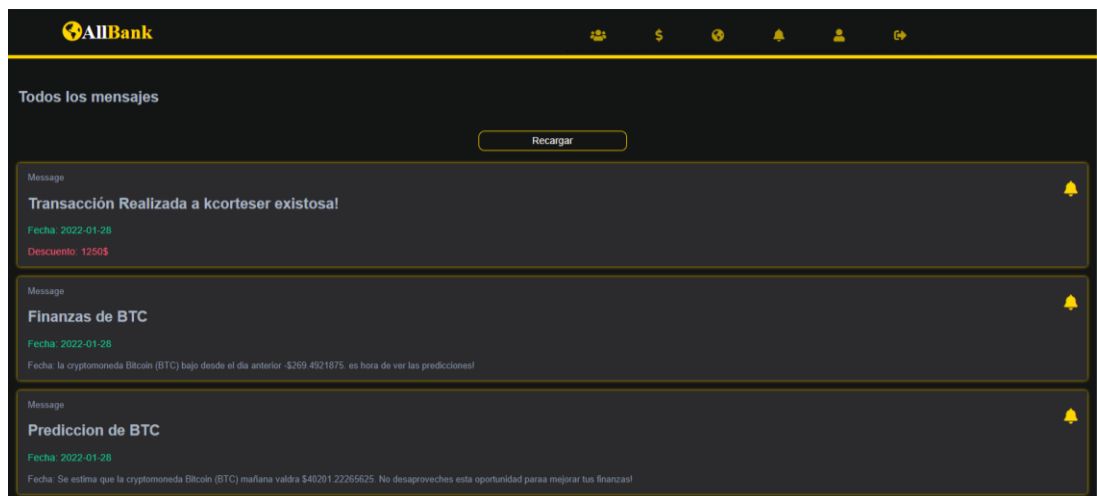 AllBank
Todos los mensajes
Recargar
Message
Transacción Realizada a kcorteser existosa!
Fecha: 2022-01-28
Descuento: 1250$
Message
Finanzas de BTC
Fecha: 2022-01-28
Fecha: la cryptomoneda Bitcoin (BTC) bajo desde el dia anterior -$269.4921875. es hora de ver las predicciones!
Message
Prediccion de BTC
Fecha: 2022-01-28
Fecha: Se estima que la cryptomoneda Bitcoin (BTC) mañana valdra $40201.22265625. No desaproveches esta oportunidad paraa mejorar tus finanzas!